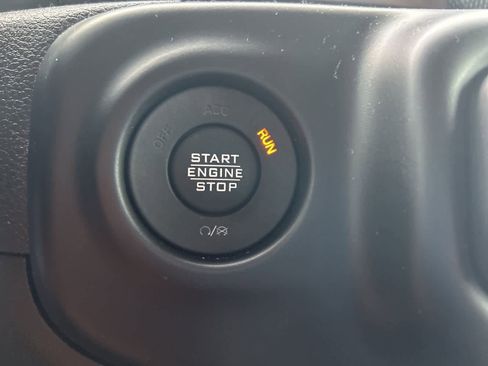 OFF
ACC
RUN
START
ENGINE
STOP